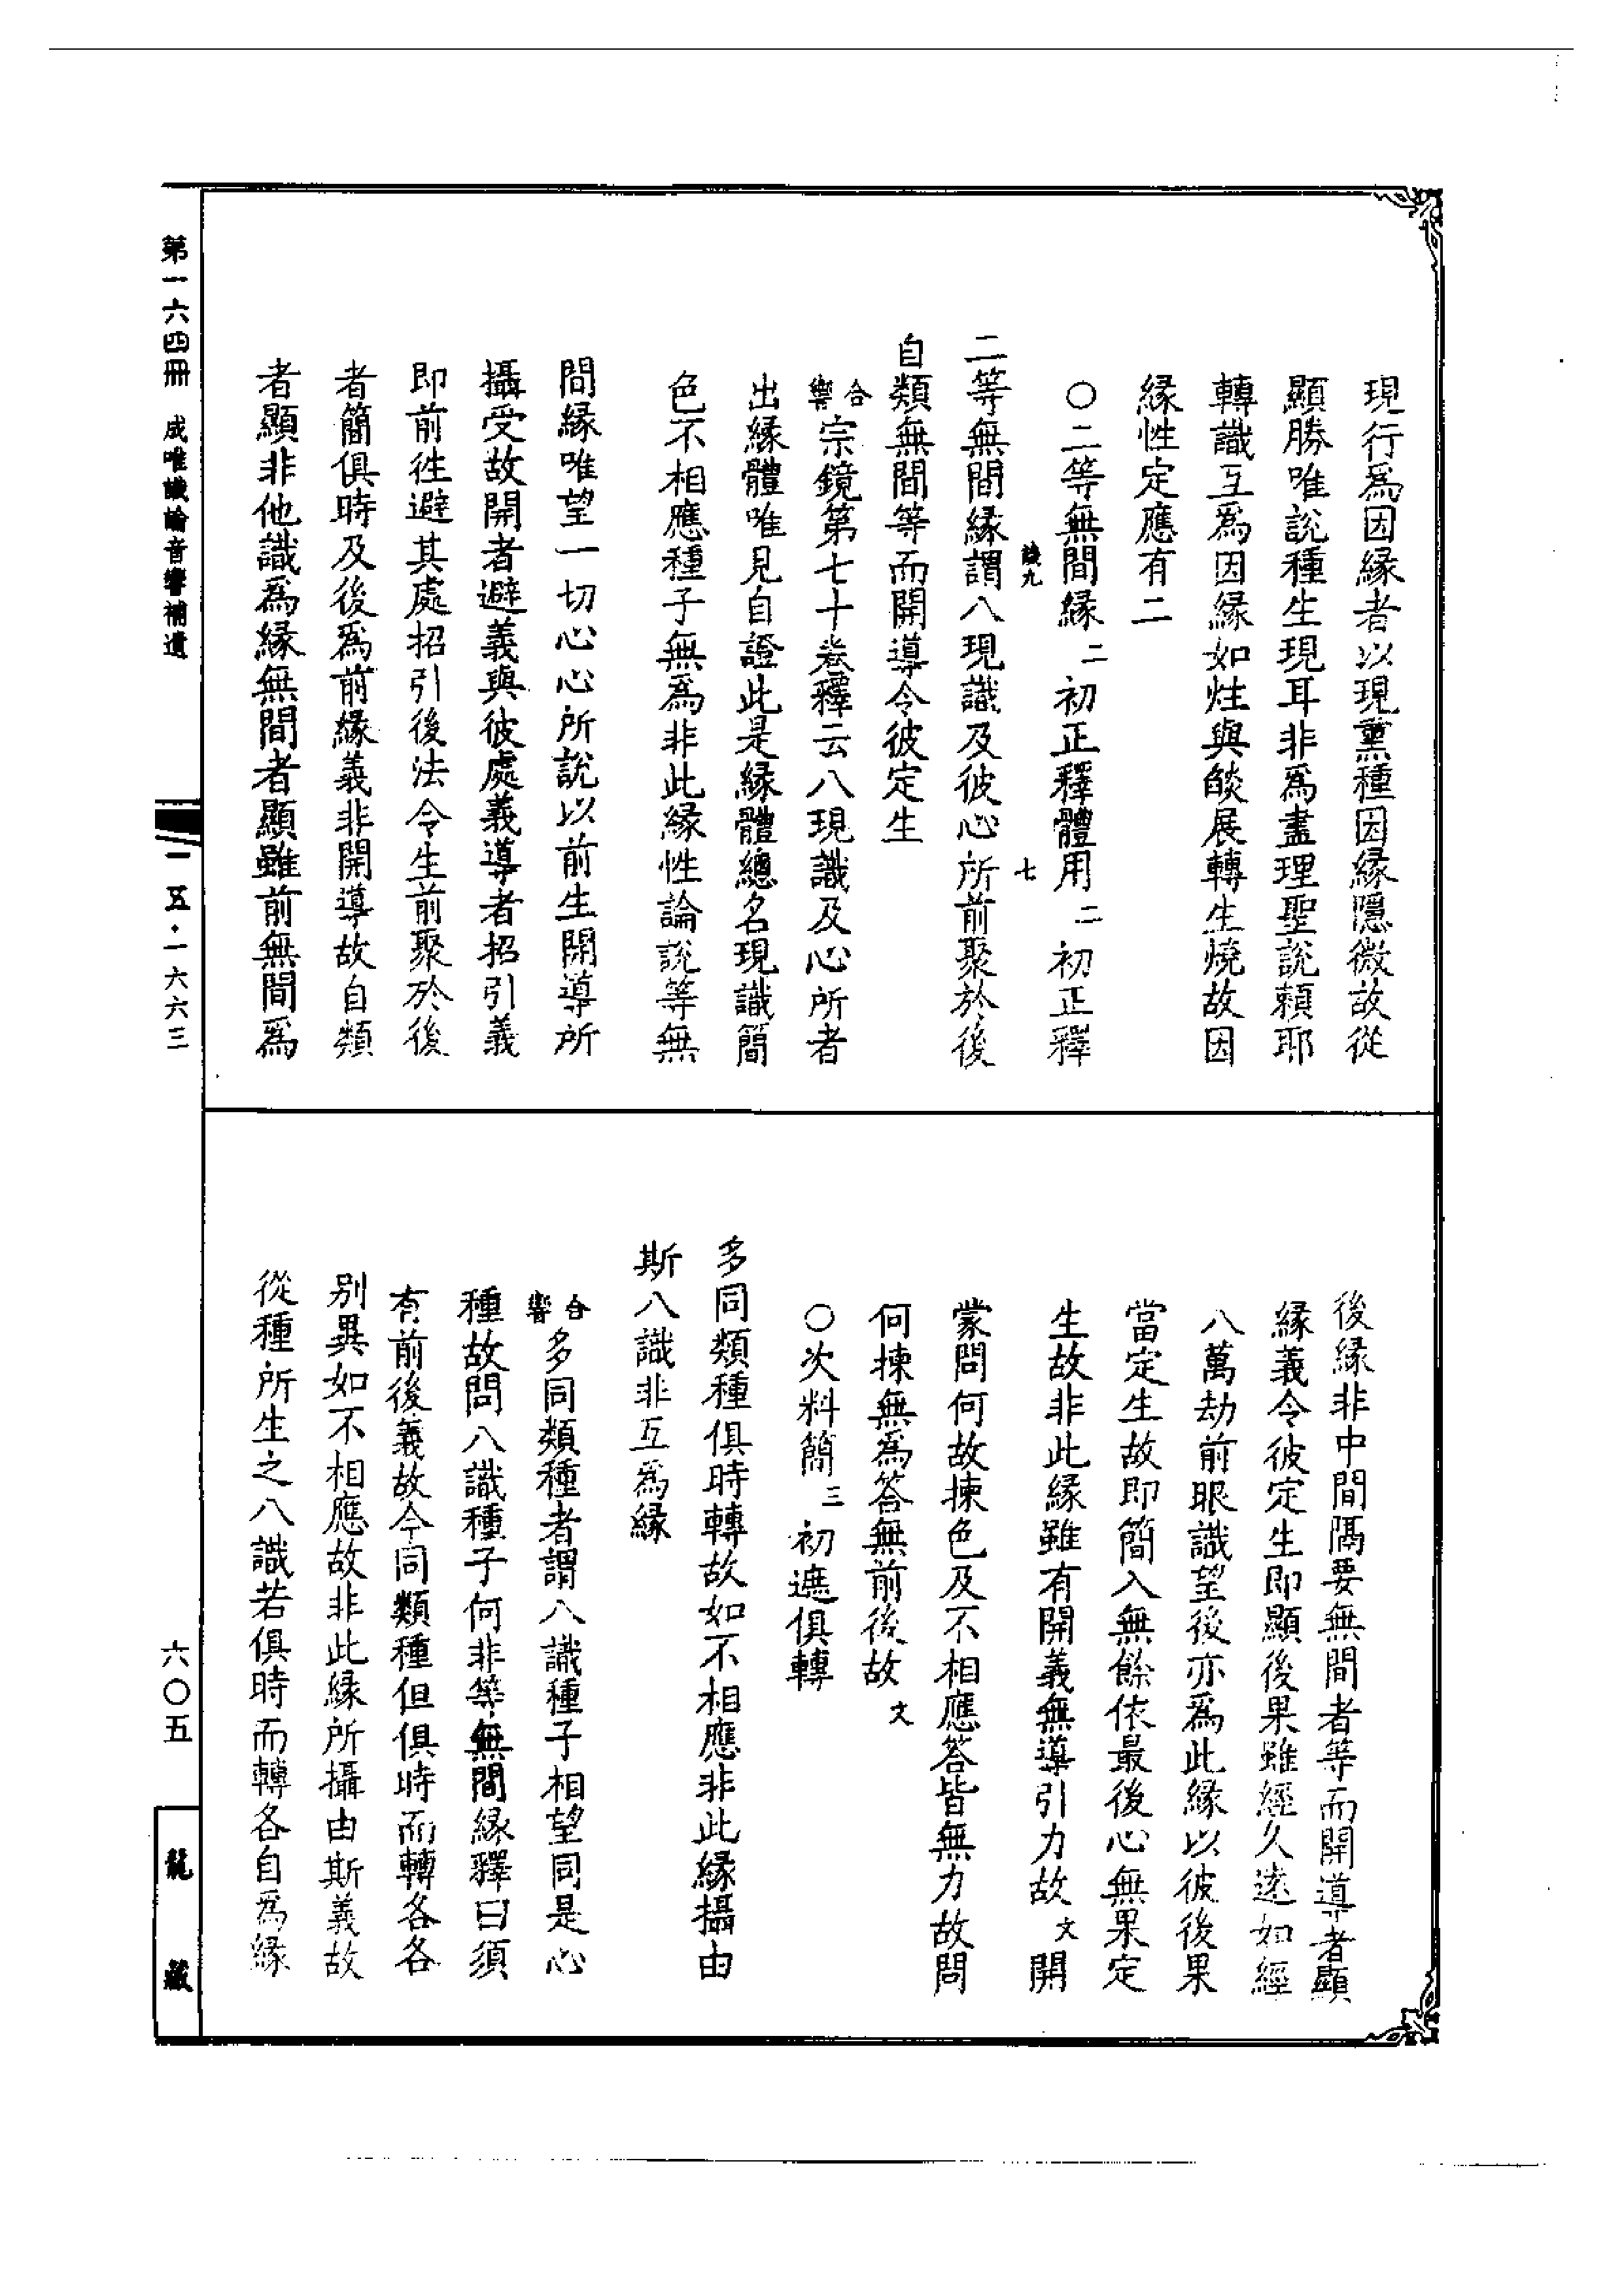 現行爲因緣者以現熏種因緣隱微故從
顯勝唯說種生現耳非爲盡理聖說賴耶
轉識互爲因緣如炷與𦦨展轉生燒故因
緣性定應有二
○二等無間緣二初正釋體用二初正釋
七
二等無間緣謂八現識及彼心所前聚於後
自類無間等而開導令彼定生
合響宗鏡第七十卷釋云八現識及心所者
出緣體唯見自證此是緣體總名現識簡
色不相應種子無爲非此緣性論說等無
間緣唯望一切心心所說以前生開導所
攝受故開者避義與彼處義導者招引義
即前徃避其處招引後法令生前聚於後
者簡俱時及後爲前緣義非開導故自類
者顯非他識爲緣無間者顯雖前無間爲
後緣非中間隔要無間者等而開導者顯
緣義令彼定生即顯後果雖經久遠如經
八萬劫前眼識望後亦爲此緣以彼後果
當定生故即簡入無餘依最後心無果定
生故非此緣雖有開義無導引力故文開
蒙問何故揀色及不相應答皆無力故問
何揀無爲答無前後故文
○次料簡三初遮俱轉
多同類種俱時轉故如不相應非此緣攝由
斯八識非互爲緣
合響多同類種者謂八識種子相望同是心
種故問八識種子何非等無間緣釋曰須
有前後義故今同類種但俱時而轉各各
別異如不相應故非此緣所攝由斯義故
從種所生之八識若俱時而轉各自爲緣
第一六四冊 成唯識論音響補遺
一五·一六六三
六〇五
龍藏